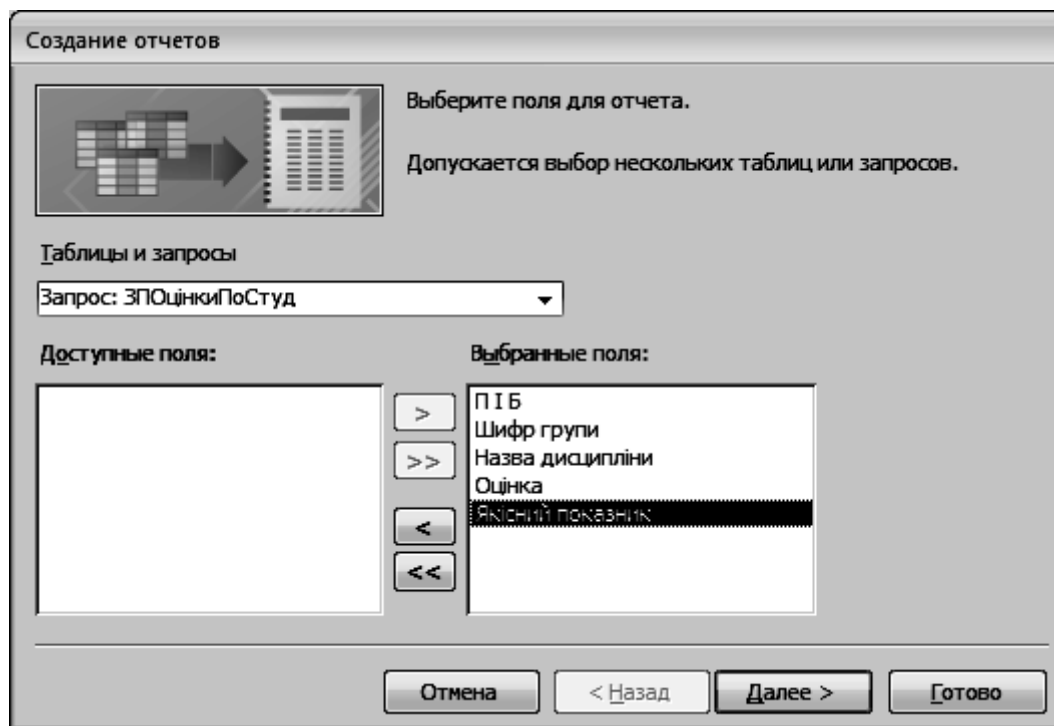 Создание отчетов
Выберите поля для отчета.
Допускается выбор нескольких таблиц или запросов.
Таблицы и запросы
Запрос: ЗПОцінкиПоСтуд
Доступные поля:
Выбранные поля:
>
>>
<
<<
П І Б
Шифр групи
Назва дисципліни
Оцінка
Якісний показник
Отмена
< Назад
Далее >
Готово